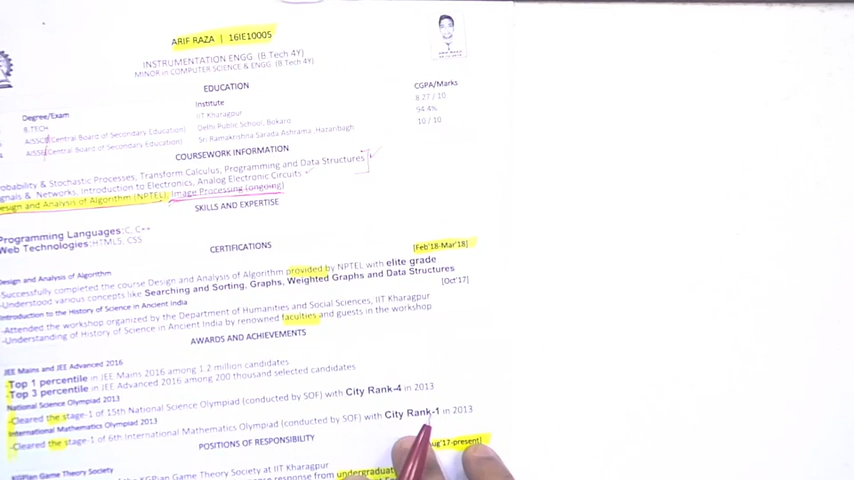 ARIF RAZA | 16IE10005
INSTRUMENTATION ENGG. (B.Tech 4Y)
MINOR in COMPUTER SCIENCE & ENGG. (B.Tech 4Y)
EDUCATION
Degree/Exam Institute CGPA/Marks
B.TECH IIT Kharagpur 8.27 / 10
AISSCE(Central Board of Secondary Education) Delhi Public School, Bokaro 94.4%
AISSE(Central Board of Secondary Education) Sri Ramakrishna Sarada Ashrama ,Hazaribagh 10 / 10
COURSEWORK INFORMATION
obability & Stochastic Processes, Transform Calculus, Programming and Data Structures
gnals & Networks, Introduction to Electronics, Analog Electronic Circuits
esign and Analysis of Algorithm (NPTEL), Image Processing (ongoing)
SKILLS AND EXPERTISE
Programming Languages:C, C++
Web Technologies:HTML5, CSS
CERTIFICATIONS
Design and Analysis of Algorithm [Feb'18-Mar'18]
-Successfully completed the course Design and Analysis of Algorithm provided by NPTEL with elite grade
-Understood various concepts like Searching and Sorting, Graphs, Weighted Graphs and Data Structures
Introduction to the History of Science in Ancient India [Oct'17]
-Attended the workshop organized by the Department of Humanities and Social Sciences, IIT Kharagpur
-Understanding of History of Science in Ancient India by renowned faculties and guests in the workshop
AWARDS AND ACHIEVEMENTS
JEE Mains and JEE Advanced 2016
-Top 1 percentile in JEE Mains 2016 among 1.2 million candidates
-Top 3 percentile in JEE Advanced 2016 among 200 thousand selected candidates
National Science Olympiad 2013
-Cleared the stage-1 of 15th National Science Olympiad (conducted by SOF) with City Rank-4 in 2013
International Mathematics Olympiad 2013
-Cleared the stage-1 of 6th International Mathematics Olympiad (conducted by SOF) with City Rank-1 in 2013
POSITIONS OF RESPONSIBILITY
KGPian Game Theory Society ug'17-present]
KGPian Game Theory Society at IIT Kharagpur
response from undergraduat